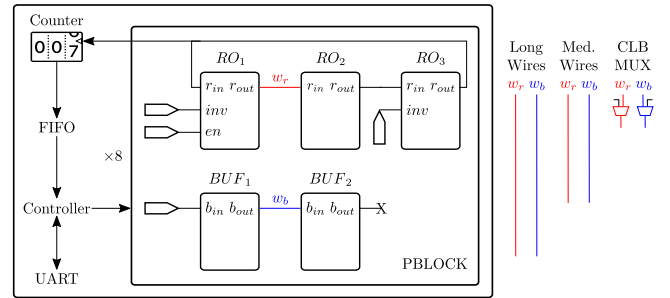 Counter
0 0 0
7
FIFO
×8
Controller
UART
RO₁
r_in r_out
inv
en
w_r
RO₂
r_in r_out
RO₃
r_in r_out
inv
BUF₁
b_in b_out
w_b
BUF₂
b_in b_out
X
PBLOCK
Long
Wires
w_r w_b
Med.
Wires
w_r w_b
CLB
MUX
w_r w_b